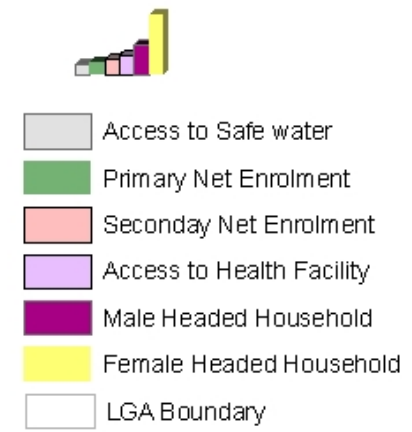 Access to Safe water
Primary Net Enrolment
Seconday Net Enrolment
Access to Health Facility
Male Headed Household
Female Headed Household
LGA Boundary